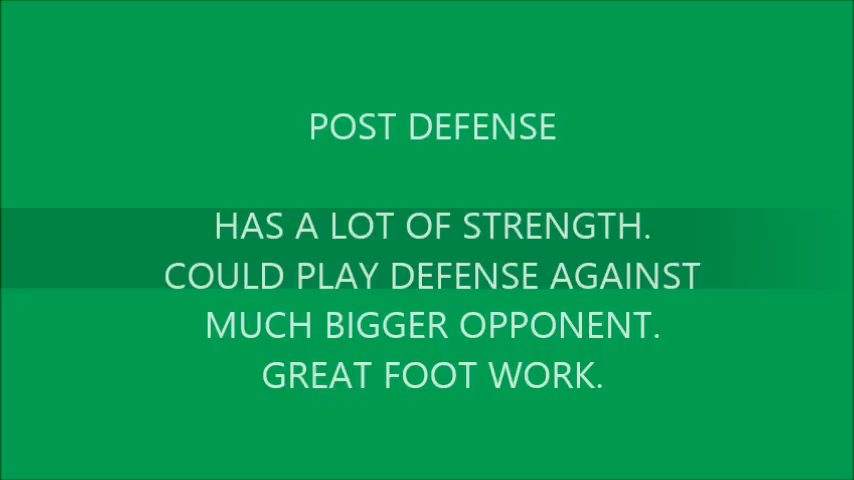 POST DEFENSE
HAS A LOT OF STRENGTH.
COULD PLAY DEFENSE AGAINST
MUCH BIGGER OPPONENT.
GREAT FOOT WORK.